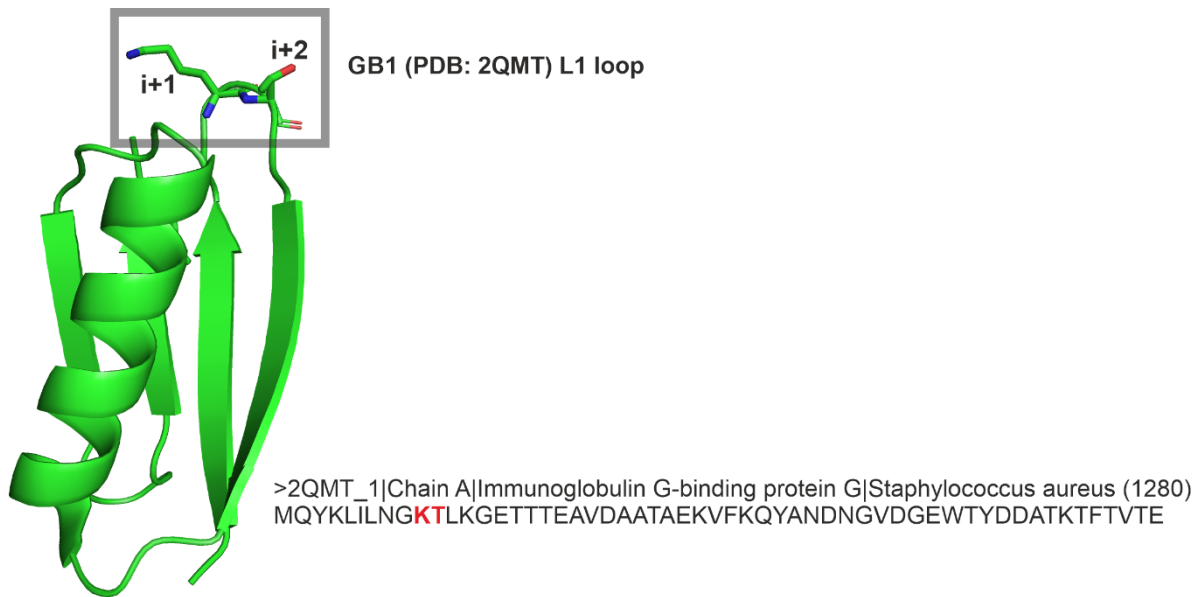 i+2
i+1
GB1 (PDB: 2QMT) L1 loop
>2QMT_1|Chain A|Immunoglobulin G-binding protein G|Staphylococcus aureus (1280)
MQYKLILNGKTLKGETTTEAVDAATAEKVFKQYANDNGVDGEWTYDDATKTFTVTE